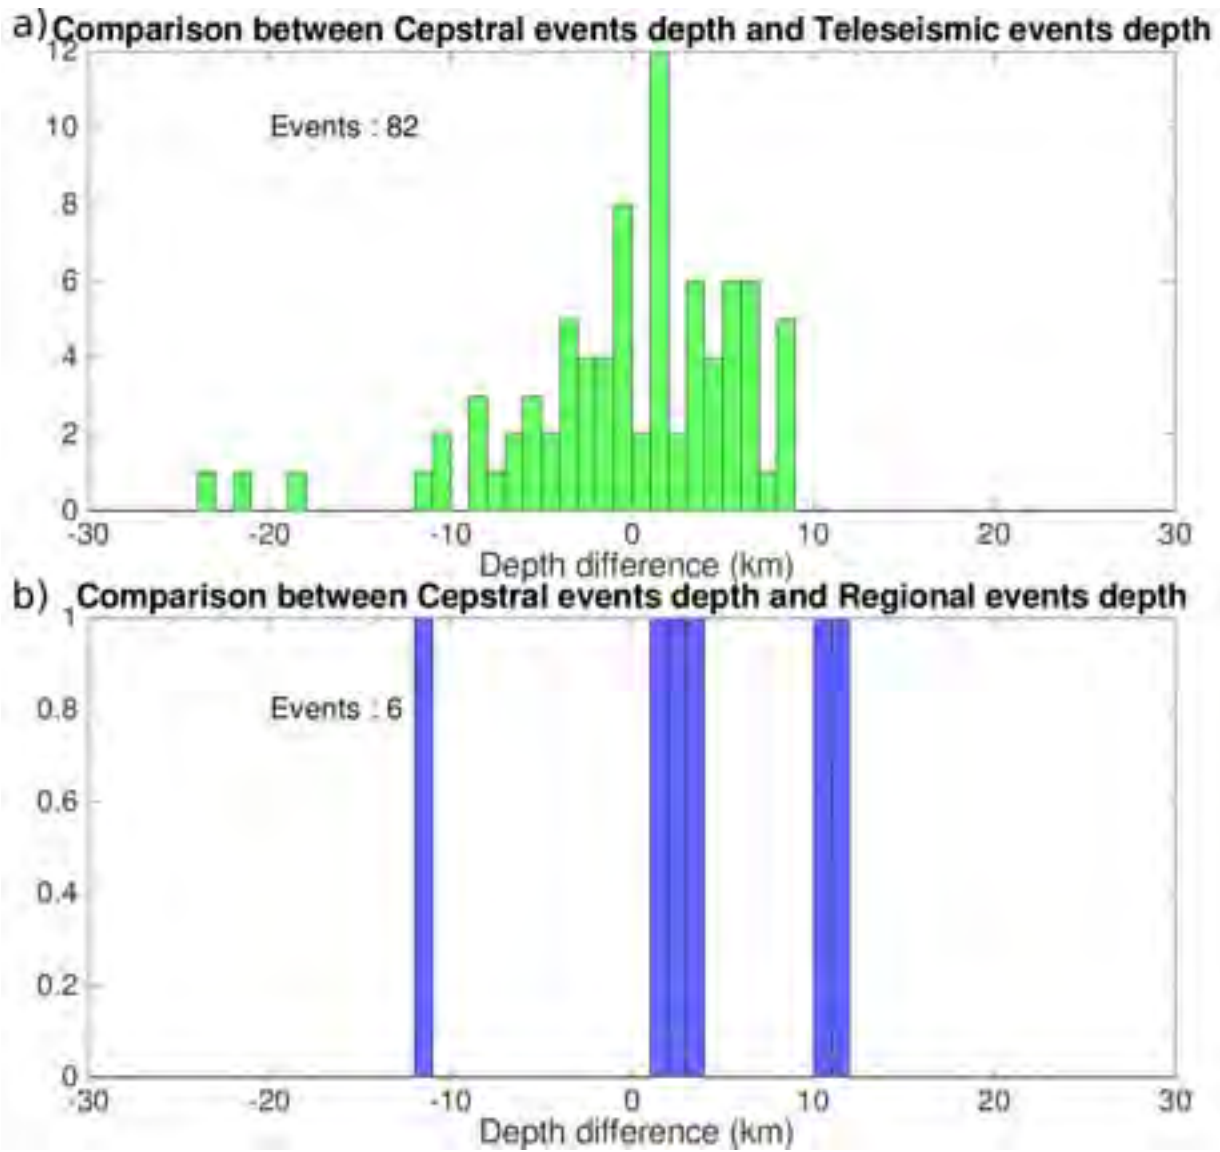 a) Comparison between Cepstral events depth and Teleseismic events depth
12
10
8
6
4
2
0
Events : 82
-30 -20 -10 0 10 20 30
Depth difference (km)
b) Comparison between Cepstral events depth and Regional events depth
1
0.8
0.6
0.4
0.2
0
Events : 6
-30 -20 -10 0 10 20 30
Depth difference (km)